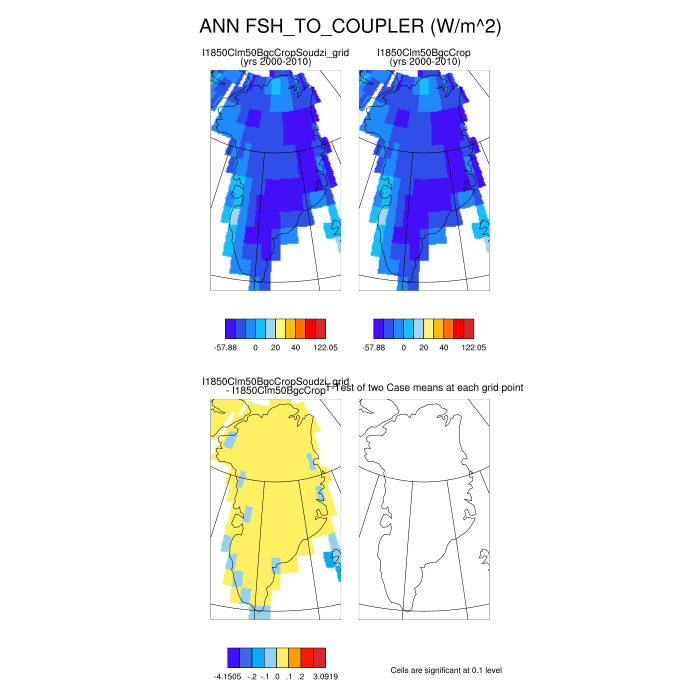 ANN FSH_TO_COUPLER (W/m^2)
I1850Clm50BgcCropSoudzi_grid
(yrs 2000-2010)
I1850Clm50BgcCrop
(yrs 2000-2010)
-57.88 0 20 40 122.05
-57.88 0 20 40 122.05
I1850Clm50BgcCropSoudzi_grid
- I1850Clm50BgcCrop
T-Test of two Case means at each grid point
-4.1505 -.2 -.1 .0 .1 .2 3.0919
Cells are significant at 0.1 level